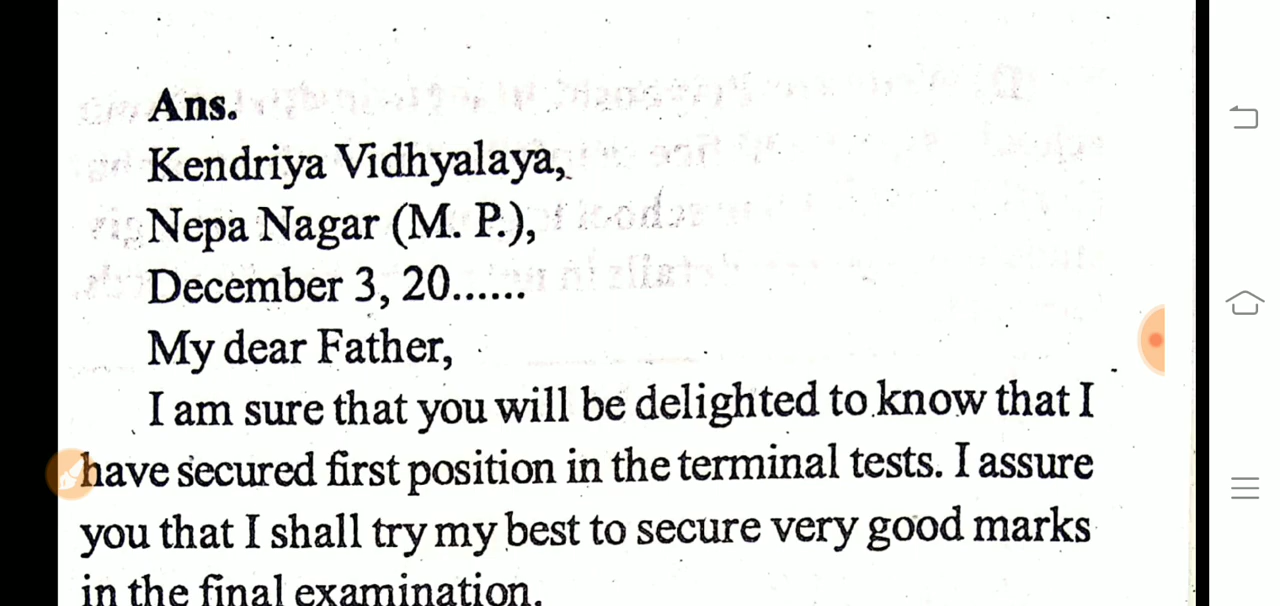 Ans.
Kendriya Vidhyalaya,
Nepa Nagar (M. P.),
December 3, 20......
My dear Father,
I am sure that you will be delighted to know that I
have secured first position in the terminal tests. I assure
you that I shall try my best to secure very good marks
in the final examination.